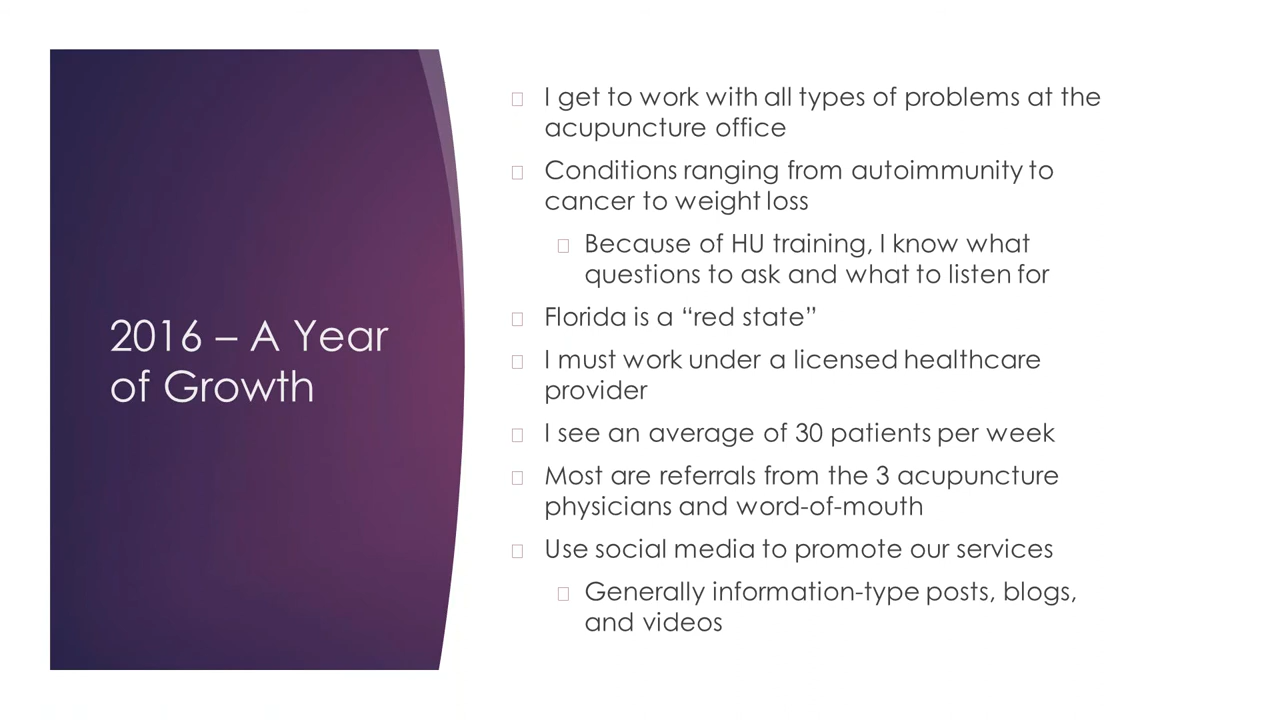 2016 – A Year
of Growth
I get to work with all types of problems at the
acupuncture office
Conditions ranging from autoimmunity to
cancer to weight loss
Because of HU training, I know what
questions to ask and what to listen for
Florida is a “red state”
I must work under a licensed healthcare
provider
I see an average of 30 patients per week
Most are referrals from the 3 acupuncture
physicians and word-of-mouth
Use social media to promote our services
Generally information-type posts, blogs,
and videos